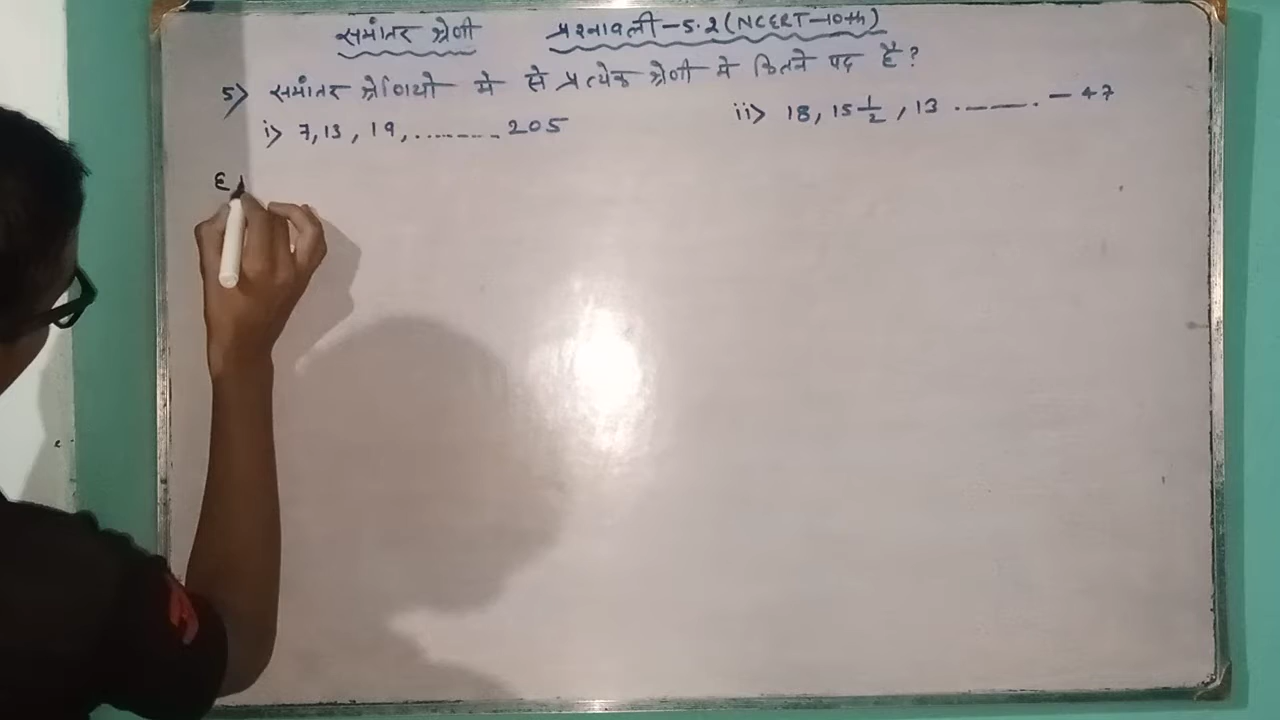 समांतर श्रेणी प्रश्नावली-5.2 (NCERT-10th)
5> समांतर श्रेणियो मे से प्रत्येक श्रेणी मे कितने पद हैं?
i> 7, 13, 19, ......... 205 ii> 18, 15 1/2, 13 .——. - 47